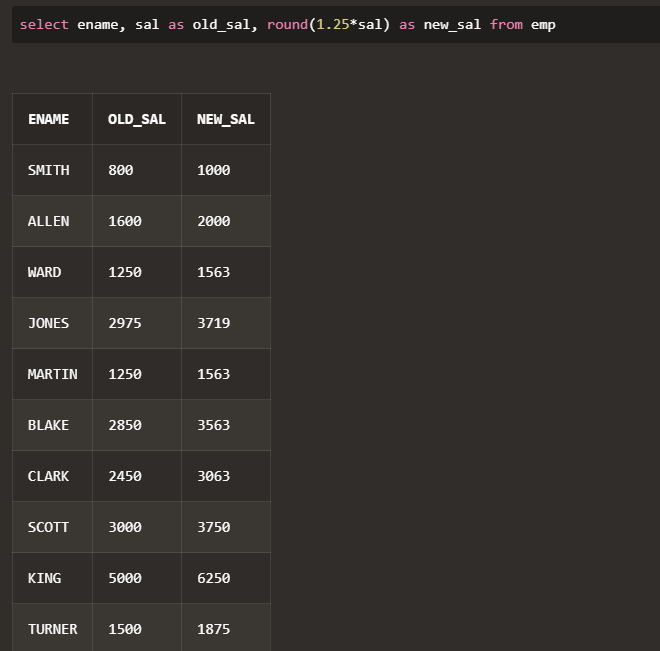 select ename, sal as old_sal, round(1.25*sal) as new_sal from emp
ENAME OLD_SAL NEW_SAL
SMITH 800 1000
ALLEN 1600 2000
WARD 1250 1563
JONES 2975 3719
MARTIN 1250 1563
BLAKE 2850 3563
CLARK 2450 3063
SCOTT 3000 3750
KING 5000 6250
TURNER 1500 1875